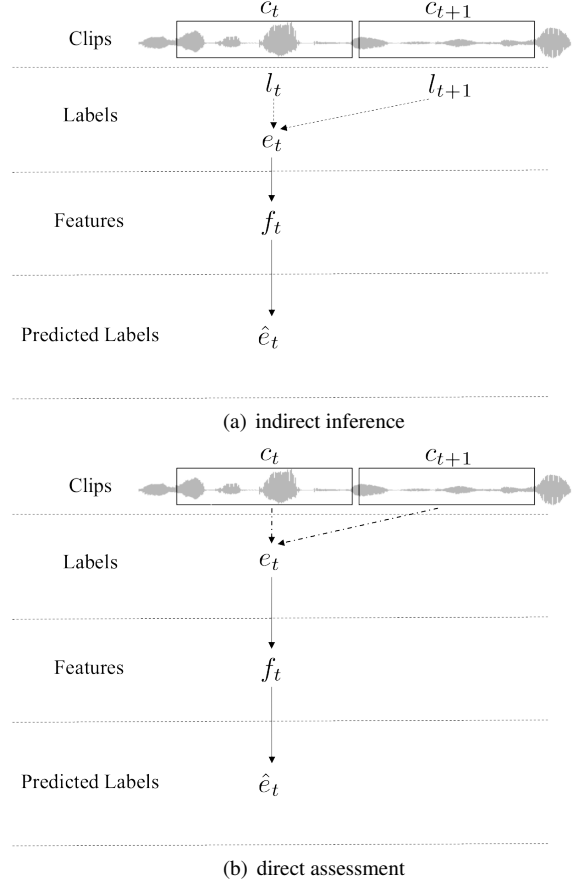 c_t c_{t+1}
Clips
l_t l_{t+1}
Labels
e_t
Features f_t
Predicted Labels ê_t
(a) indirect inference
c_t c_{t+1}
Clips
Labels e_t
Features f_t
Predicted Labels ê_t
(b) direct assessment